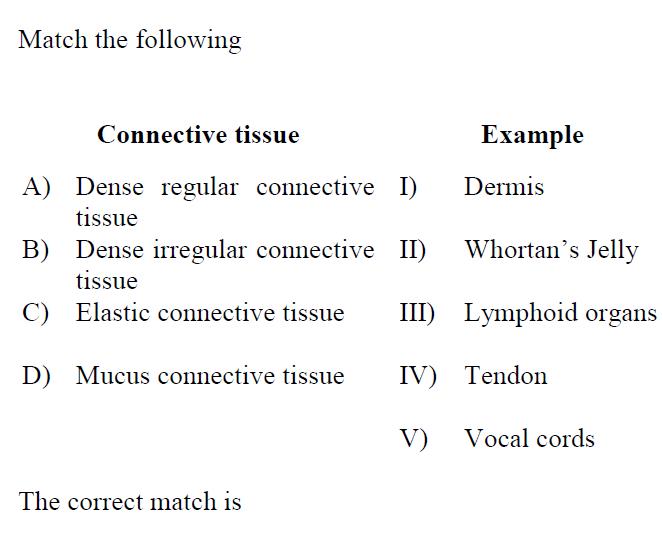 Match the following
Connective tissue Example
A) Dense regular connective I) Dermis
tissue
B) Dense irregular connective II) Whortan's Jelly
tissue
C) Elastic connective tissue III) Lymphoid organs
D) Mucus connective tissue IV) Tendon
V) Vocal cords
The correct match is